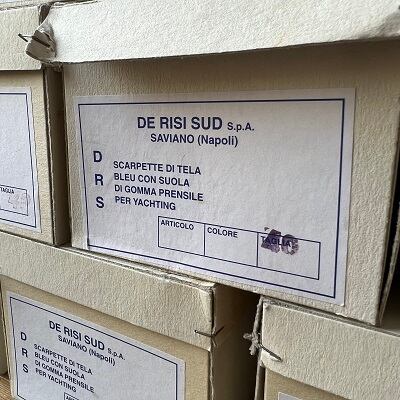 DE RISI SUD S.p.A.
SAVIANO (Napoli)
D
R
S
SCARPETTE DI TELA
BLEU CON SUOLA
DI GOMMA PRENSILE
PER YACHTING
ARTICOLO
COLORE
TAGLIA
46
TAGLIA
DE RISI SUD S.p.A.
SAVIANO (Napoli)
D
R
S
SCARPETTE DI TELA
BLEU CON SUOLA
DI GOMMA PRENSILE
PER YACHTING